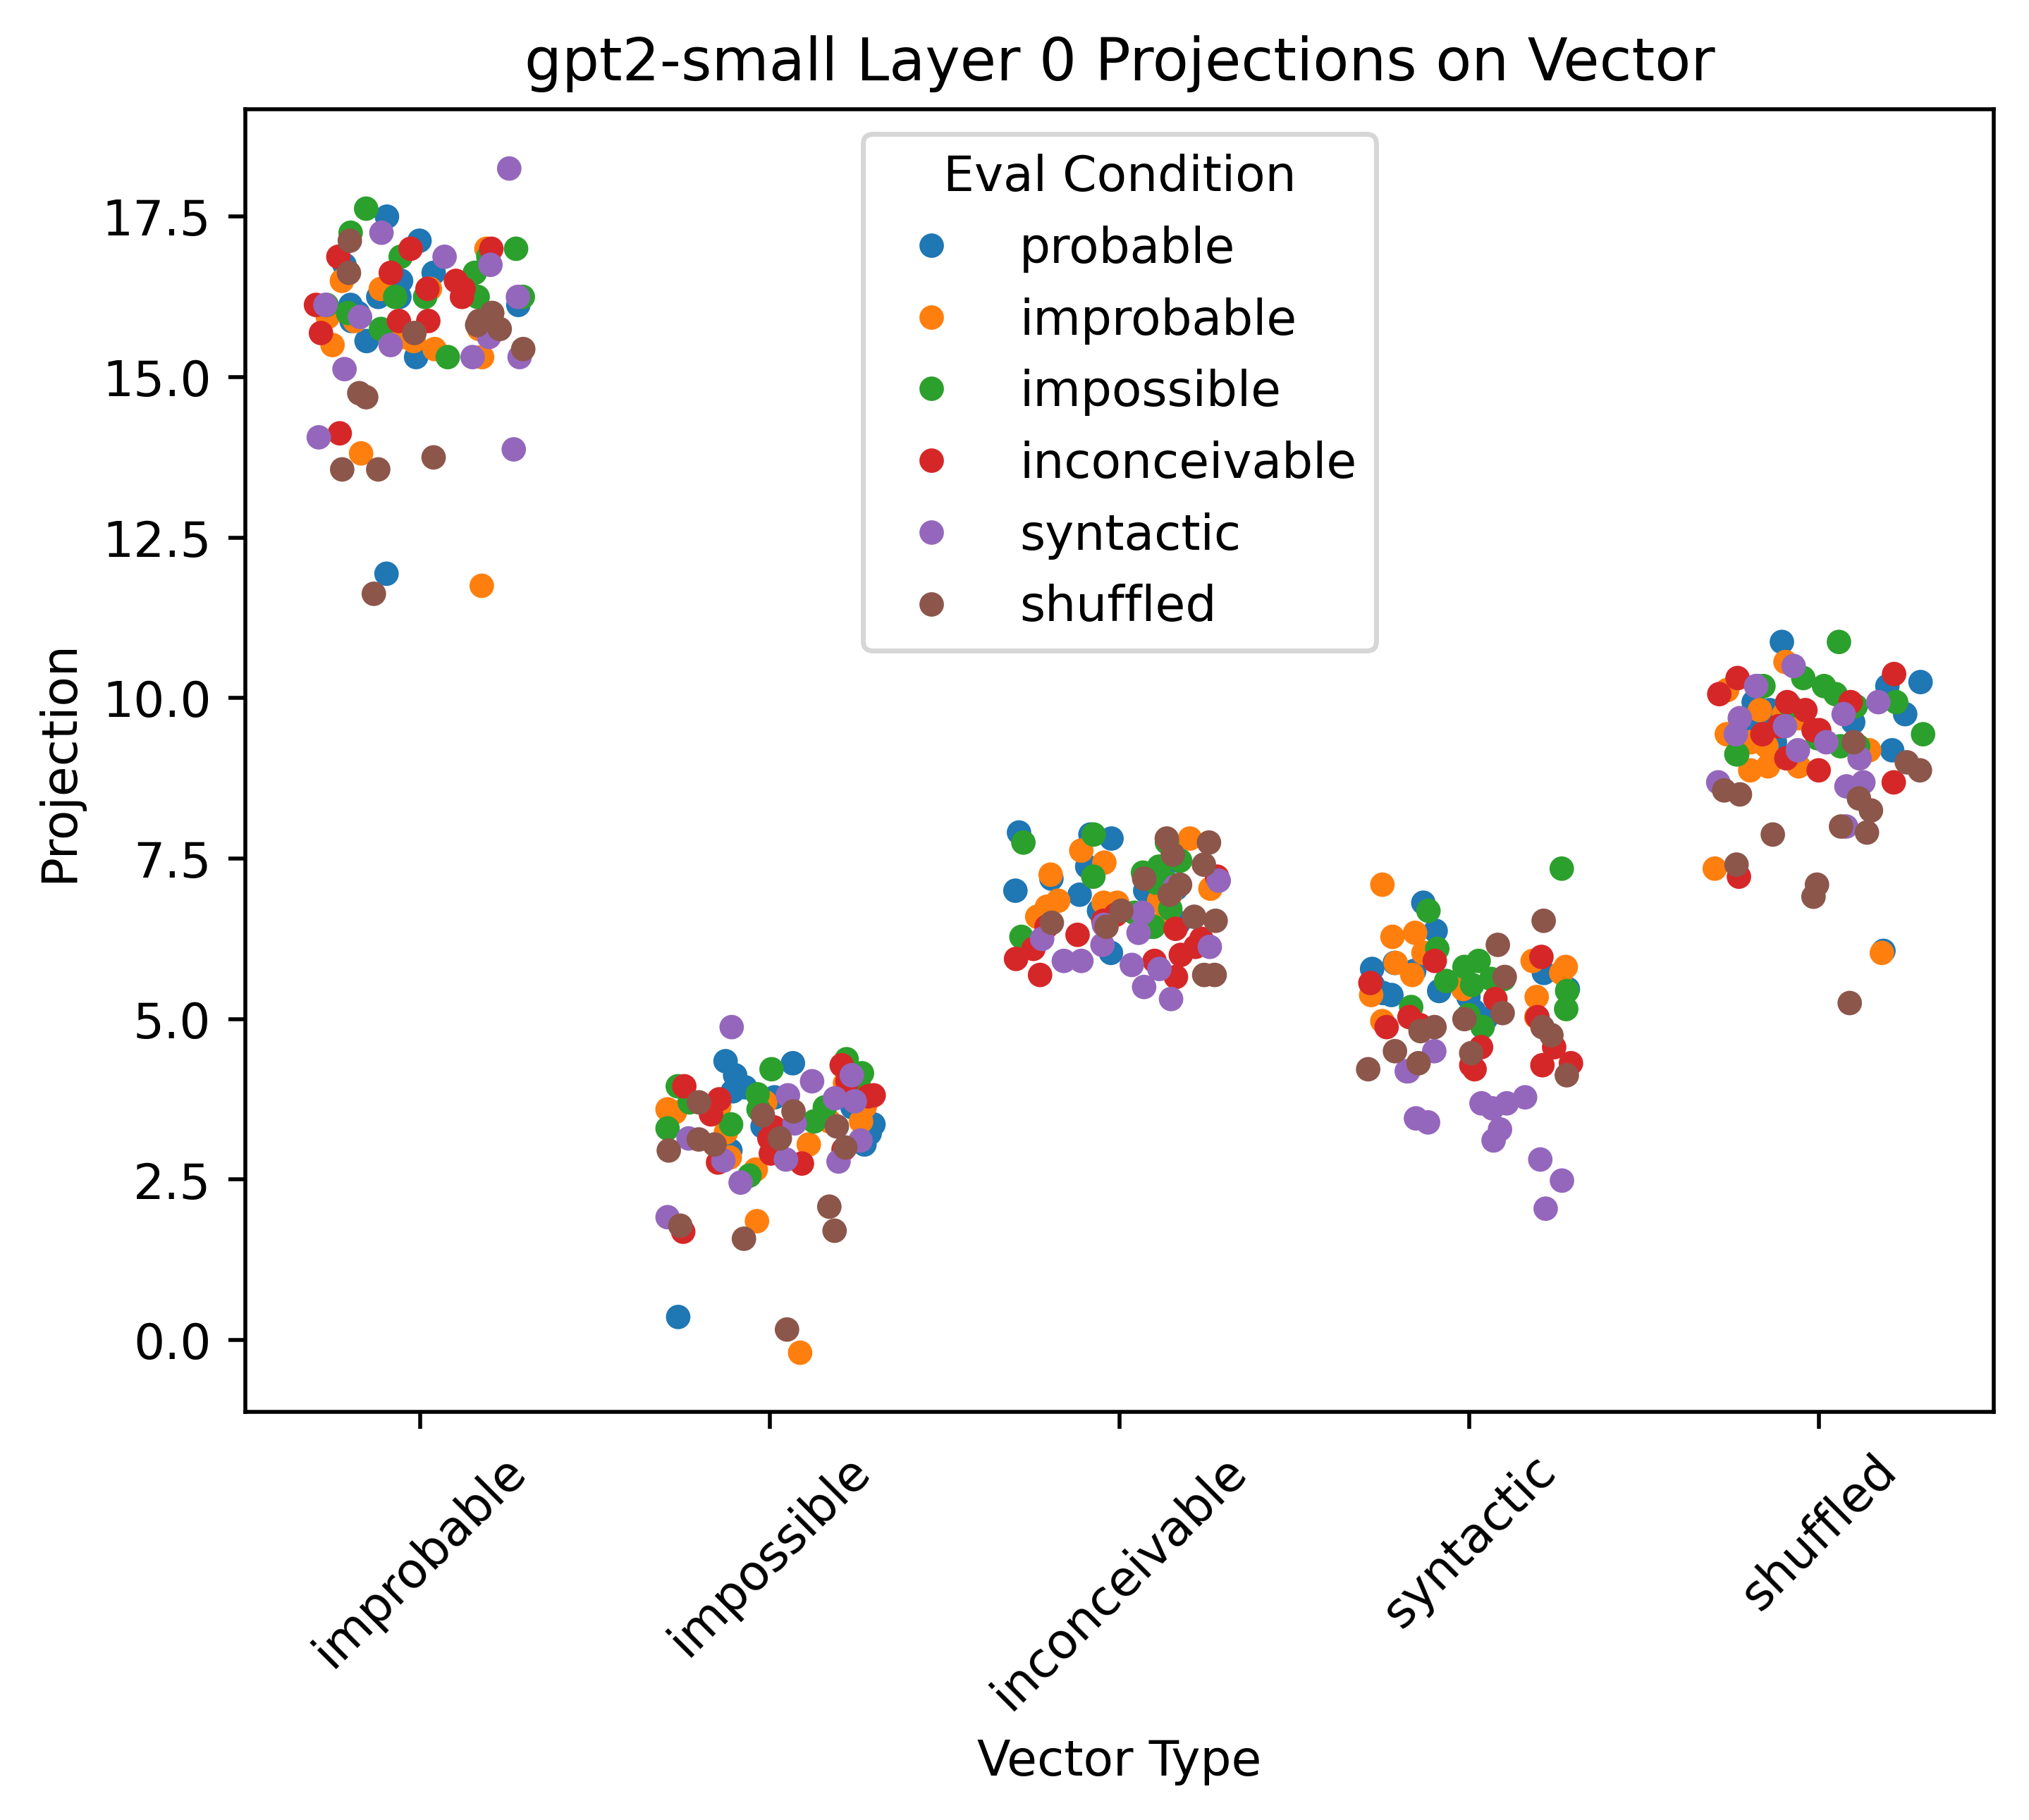 gpt2-small Layer 0 Projections on Vector
Eval Condition
probable
improbable
impossible
inconceivable
syntactic
shuffled
17.5
15.0
12.5
10.0
7.5
5.0
2.5
0.0
Projection
improbable
impossible
inconceivable
syntactic
shuffled
Vector Type